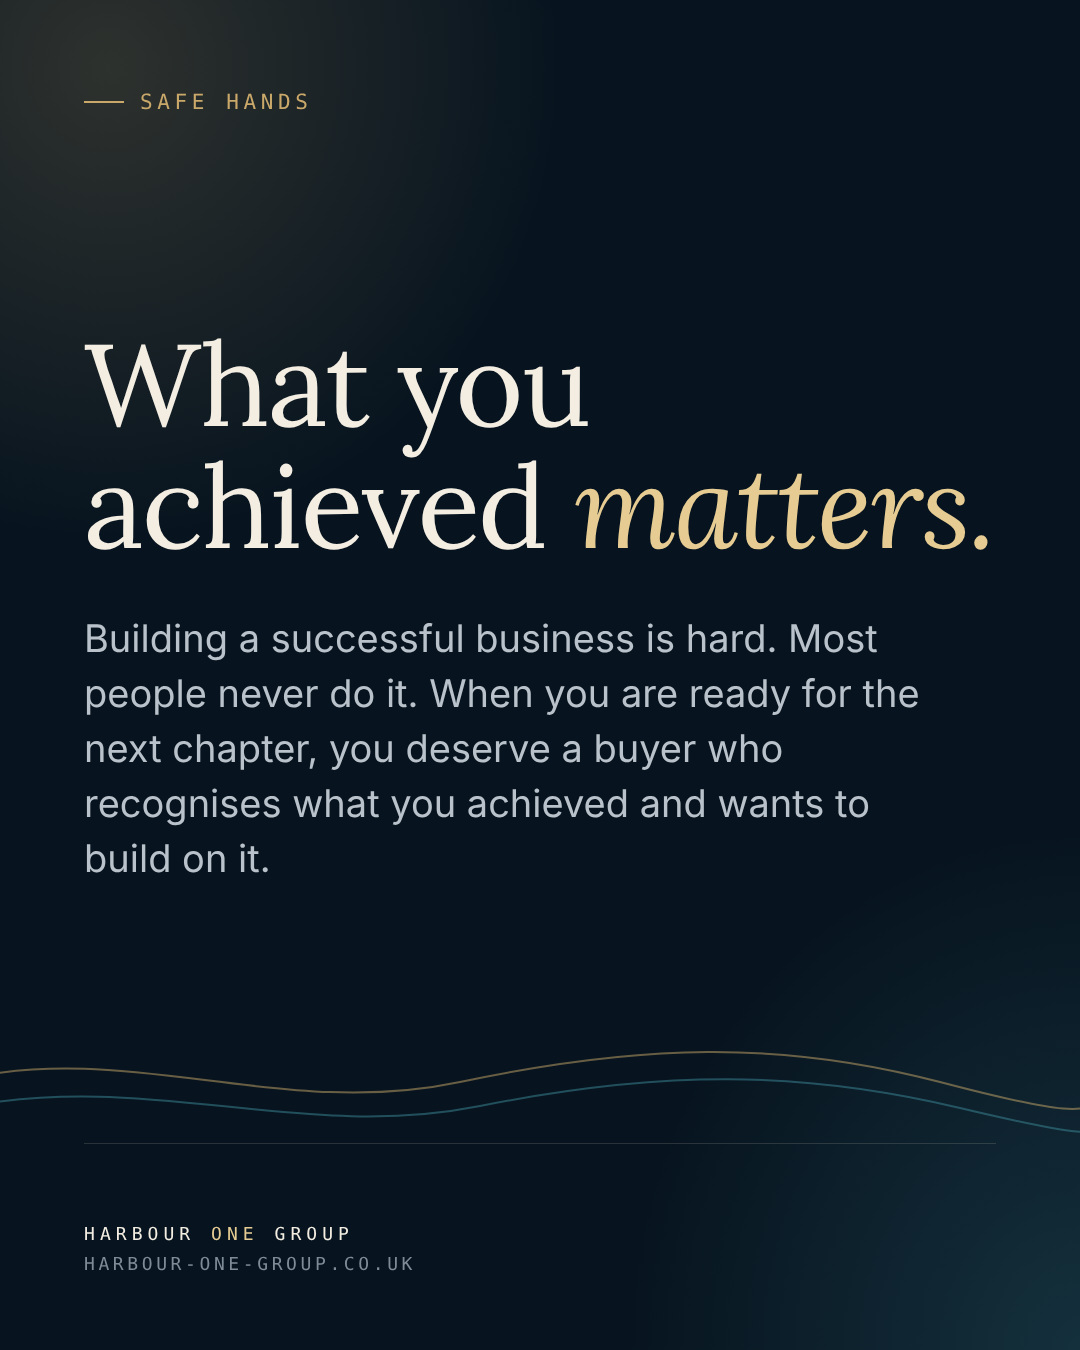 SAFE HANDS
What you
achieved matters.
Building a successful business is hard. Most
people never do it. When you are ready for the
next chapter, you deserve a buyer who
recognises what you achieved and wants to
build on it.
HARBOUR ONE GROUP
HARBOUR-ONE-GROUP.CO.UK